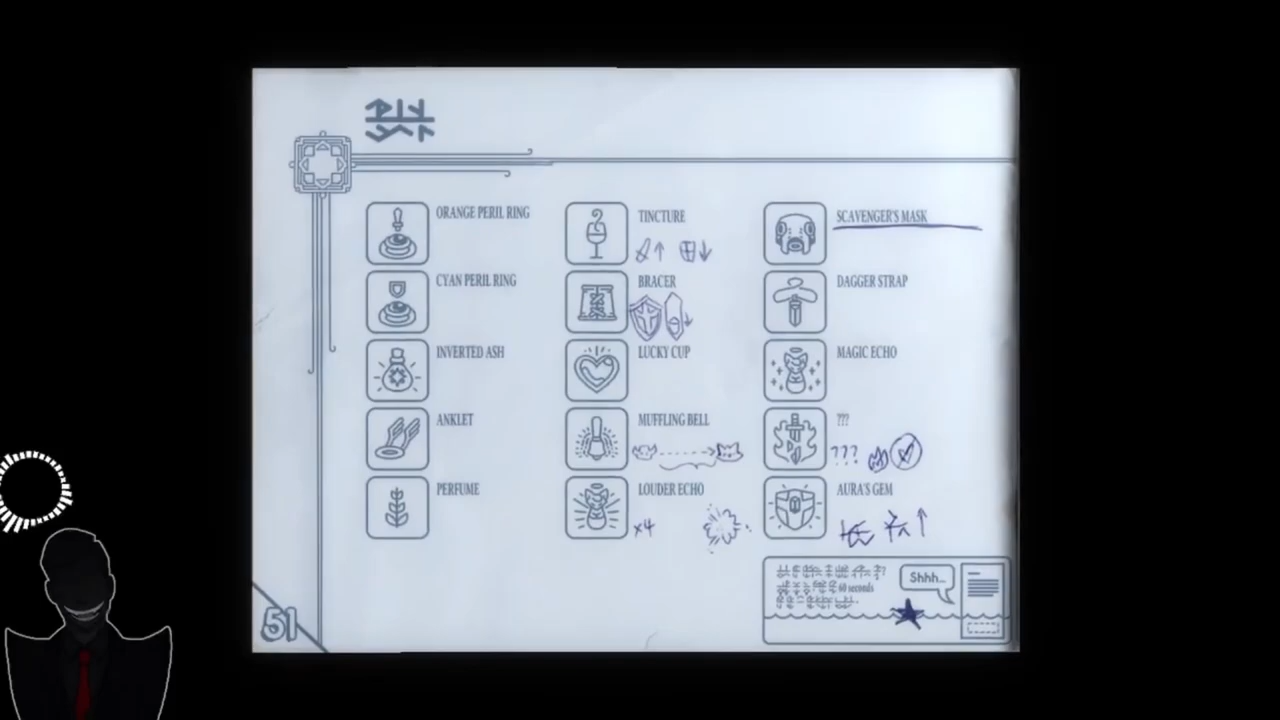 ORANGE PERIL RING
CYAN PERIL RING
INVERTED ASH
ANKLET
PERFUME
TINCTURE
BRACER
LUCKY CUP
MUFFLING BELL
LOUDER ECHO
x4
SCAVENGER'S MASK
DAGGER STRAP
MAGIC ECHO
???
???
AURA'S GEM
60 seconds
Shhh...
51